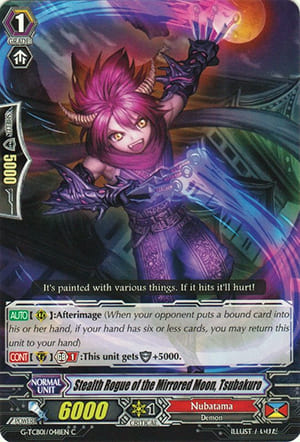 1
GRADE
SHIELD
5000
It's painted with various things. If it hits it'll hurt!
AUTO [ ]:Afterimage (When your opponent puts a bound card into
his or her hand, if your hand has six or less cards, you may return this
unit to your hand)
CONT [ ] GB 1 :This unit gets +5000.
NORMAL UNIT
Stealth Rogue of the Mirrored Moon, Tsubakuro
POWER
6000
1
CRITICAL
Nubatama
Demon
G-TCB01/048EN C
ILLUST